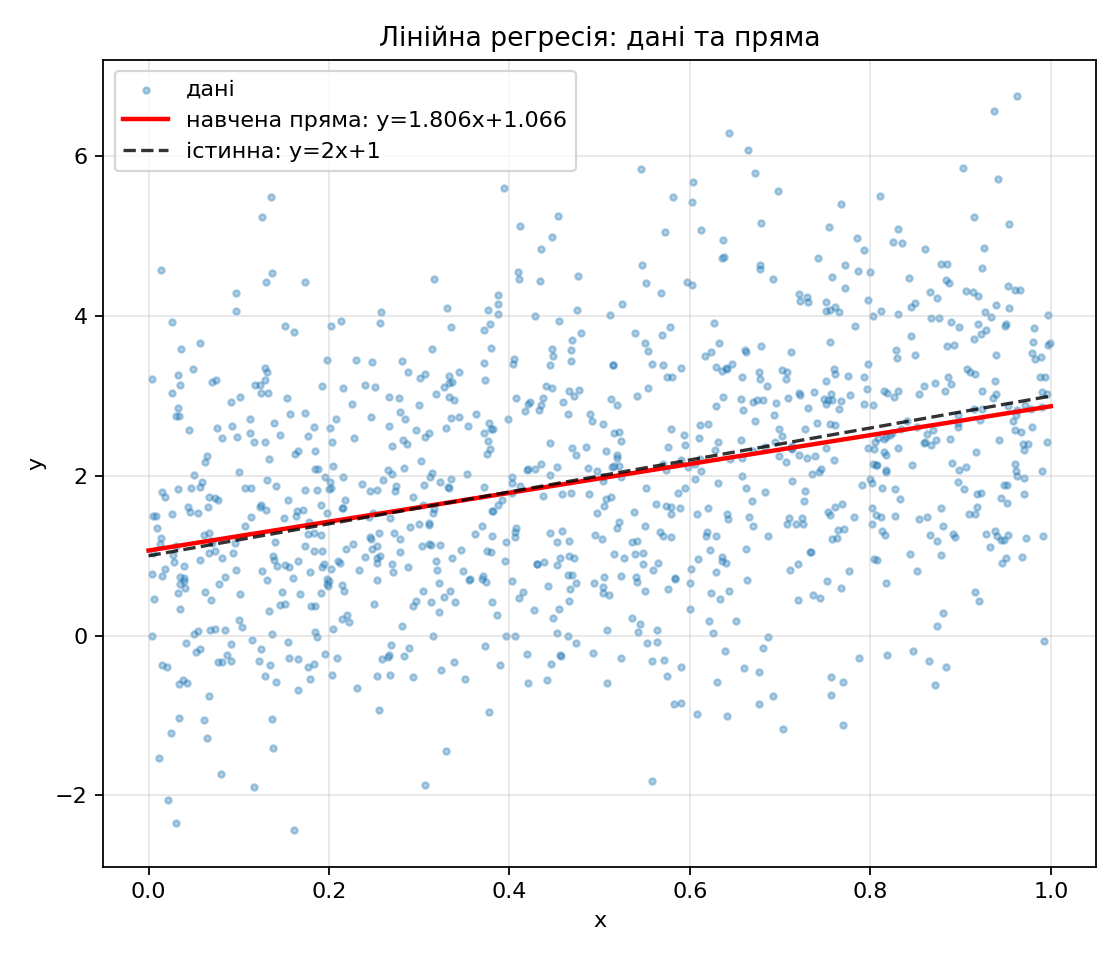 Лінійна регресія: дані та пряма
дані
навчена пряма: y=1.806x+1.066
істинна: y=2x+1
6
4
2
0
−2
y
0.0 0.2 0.4 0.6 0.8 1.0
x